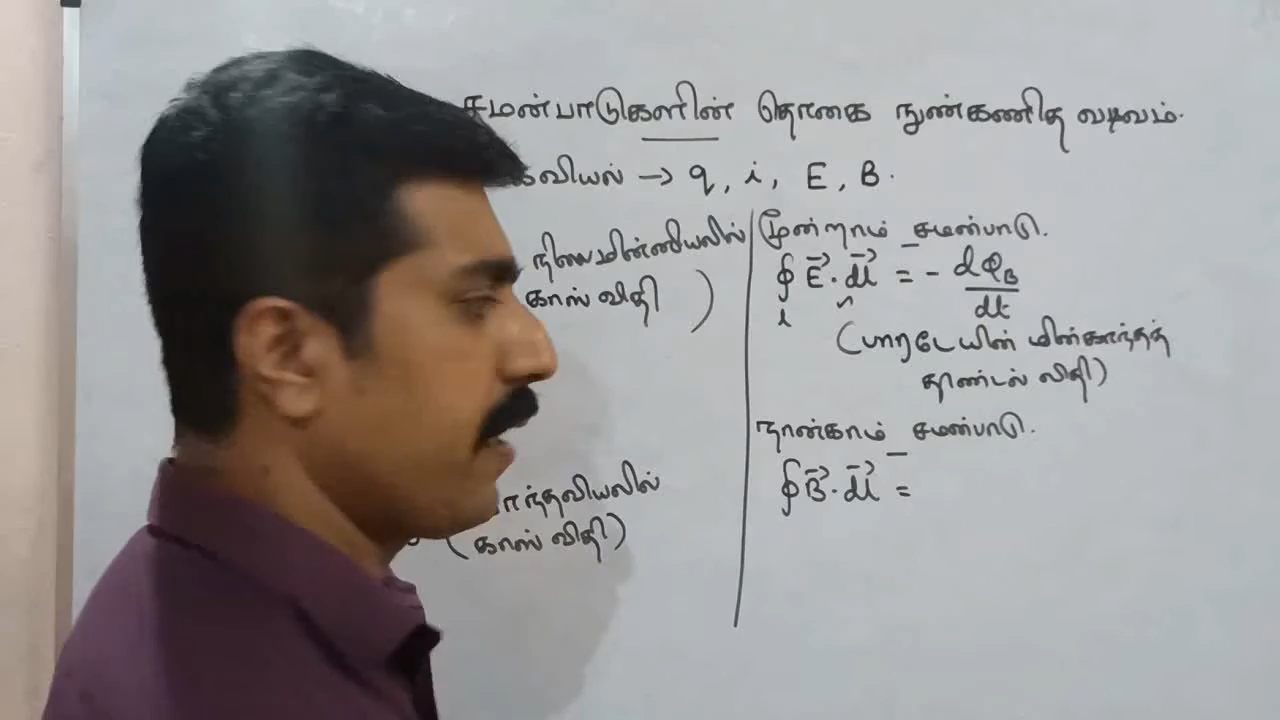 சமன்பாடுகளின் தொகை நுண்கணித வடிவம்.
வியல் → q, i, E, B.
நிலைமின்னியலில்
காஸ் விதி )
ந்தவியலில்
( காஸ் விதி)
மூன்றாம் சமன்பாடு.
∮ E⃗ . dl⃗ = - dΦB/dt
l
(பாரடேயின் மின்காந்தத்
தூண்டல் விதி)
நான்காம் சமன்பாடு.
∮ B⃗ . dl⃗ =